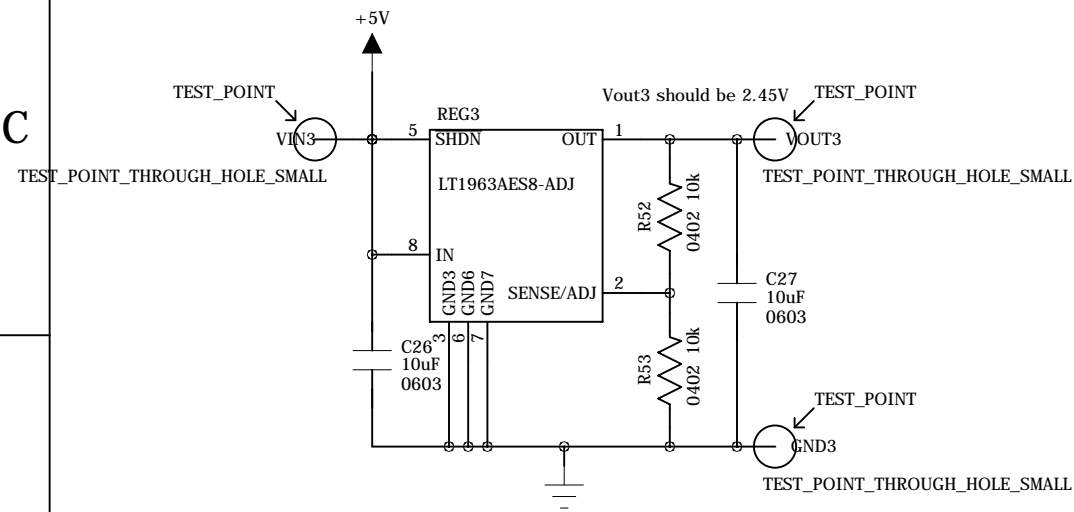 +5V
C
TEST_POINT
VIN3
TEST_POINT_THROUGH_HOLE_SMALL
REG3
5
SHDN
OUT
1
LT1963AES8-ADJ
8
IN
GND3
GND6
GND7
SENSE/ADJ
2
3
6
7
Vout3 should be 2.45V
TEST_POINT
VOUT3
TEST_POINT_THROUGH_HOLE_SMALL
R52
0402 10k
C27
10uF
0603
C26
10uF
0603
R53
0402 10k
TEST_POINT
GND3
TEST_POINT_THROUGH_HOLE_SMALL